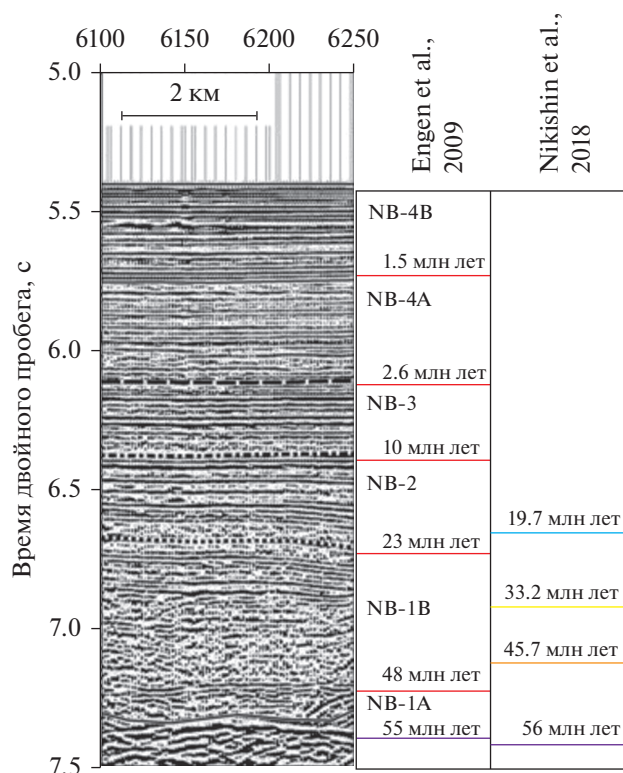 6100 6150 6200 6250
Engen et al.,
2009
Nikishin et al.,
2018
Время двойного пробега, с
5.0
2 км
5.5
NB-4B
1.5 млн лет
NB-4A
6.0
2.6 млн лет
NB-3
10 млн лет
NB-2
6.5
19.7 млн лет
23 млн лет
33.2 млн лет
NB-1B
7.0
45.7 млн лет
48 млн лет
NB-1A
55 млн лет
56 млн лет
7.5